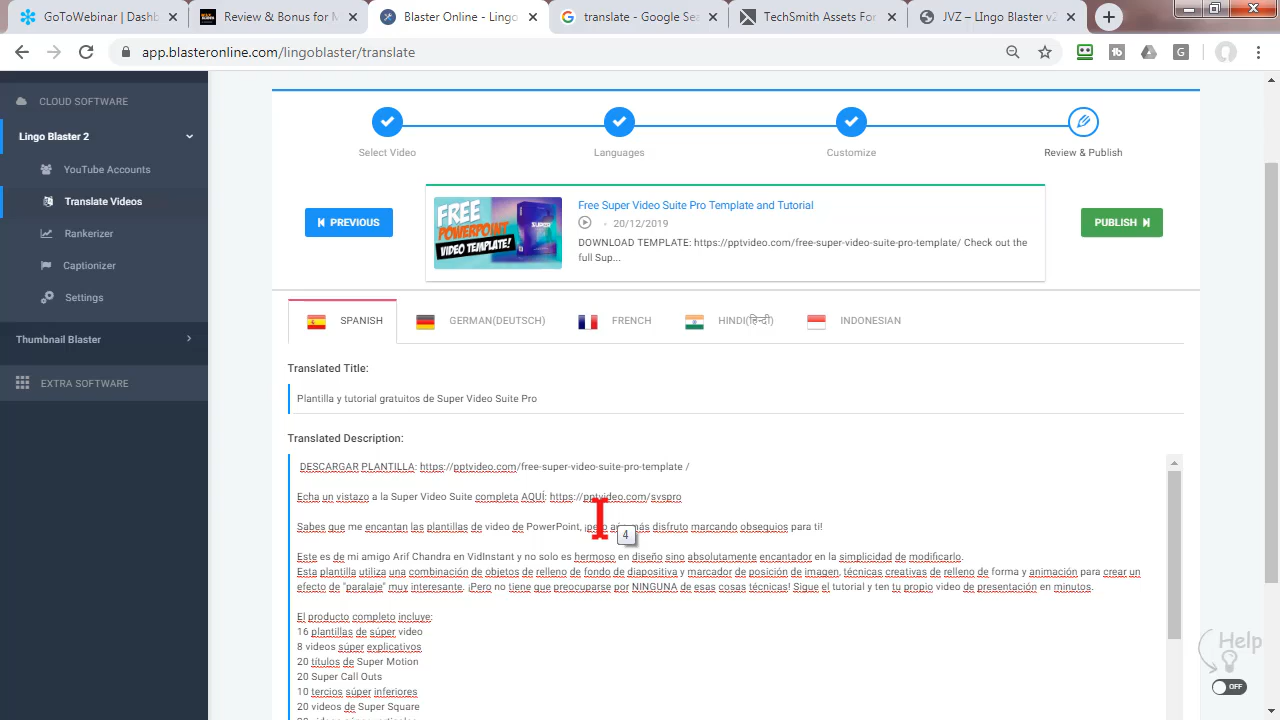 GoToWebinar | Dashb
Review & Bonus for M
Blaster Online - Lingo
translate - Google Sea
TechSmith Assets For
JVZ – LIngo Blaster v2
app.blasteronline.com/lingoblaster/translate
CLOUD SOFTWARE
Lingo Blaster 2
YouTube Accounts
Translate Videos
Rankerizer
Captionizer
Settings
Thumbnail Blaster
EXTRA SOFTWARE
Select Video
Languages
Customize
Review & Publish
PREVIOUS
FREE
POWERPOINT
VIDEO TEMPLATE!
Free Super Video Suite Pro Template and Tutorial
- 20/12/2019
DOWNLOAD TEMPLATE: https://pptvideo.com/free-super-video-suite-pro-template/ Check out the
full Sup...
PUBLISH
SPANISH
GERMAN(DEUTSCH)
FRENCH
HINDI(हिन्दी)
INDONESIAN
Translated Title:
Plantilla y tutorial gratuitos de Super Video Suite Pro
Translated Description:
DESCARGAR PLANTILLA: https://pptvideo.com/free-super-video-suite-pro-template /
Echa un vistazo a la Super Video Suite completa AQUÍ: https://pptvideo.com/svspro
Sabes que me encantan las plantillas de video de PowerPoint, ¡pero además disfruto marcando obsequios para ti!
4
Este es de mi amigo Arif Chandra en VidInstant y no solo es hermoso en diseño sino absolutamente encantador en la simplicidad de modificarlo.
Esta plantilla utiliza una combinación de objetos de relleno de fondo de diapositiva y marcador de posición de imagen, técnicas creativas de relleno de forma y animación para crear un
efecto de "paralaje" muy interesante. ¡Pero no tiene que preocuparse por NINGUNA de esas cosas técnicas! Sigue el tutorial y ten tu propio video de presentación en minutos.
El producto completo incluye:
16 plantillas de súper video
8 videos súper explicativos
20 títulos de Super Motion
20 Super Call Outs
10 tercios súper inferiores
20 videos de Super Square
Help
OFF